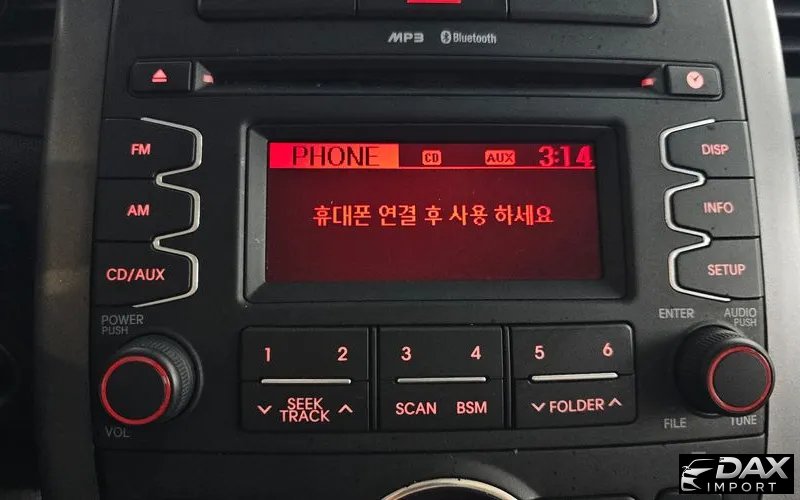 MP3 Bluetooth
FM
PHONE CD AUX 3:14
DISP
AM
휴대폰 연결 후 사용 하세요
INFO
CD/AUX
SETUP
POWER
PUSH
ENTER
AUDIO
PUSH
1 2 3 4 5 6
SEEK
TRACK
SCAN BSM
FOLDER
VOL
FILE
TUNE
DAX
IMPORT